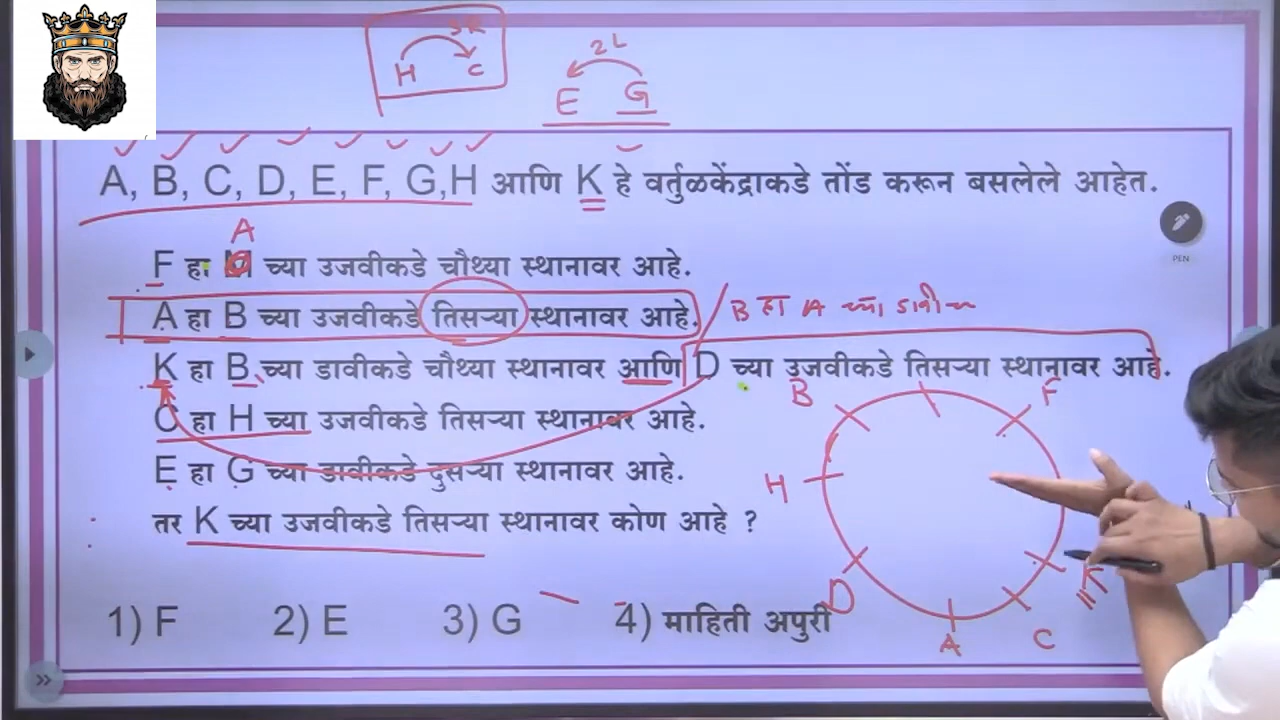 3R
H C
2L
E G
A, B, C, D, E, F, G,H आणि K हे वर्तुळकेंद्राकडे तोंड करून बसलेले आहेत.
A
F हा च्या उजवीकडे चौथ्या स्थानावर आहे.
A हा B च्या उजवीकडे तिसऱ्या स्थानावर आहे.
B हा A च्या
K हा B च्या डावीकडे चौथ्या स्थानावर आणि D च्या उजवीकडे तिसऱ्या स्थानावर आहे.
C हा H च्या उजवीकडे तिसऱ्या स्थानावर आहे.
E हा G च्या डावीकडे दुसऱ्या स्थानावर आहे.
तर K च्या उजवीकडे तिसऱ्या स्थानावर कोण आहे ?
B F
H
D K
A C
1) F 2) E 3) G 4) माहिती अपुरी
PEN